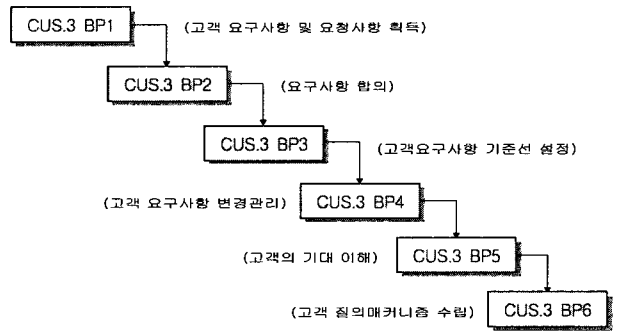 CUS.3 BP1 (고객 요구사항 및 요청사항 획득)
CUS.3 BP2 (요구사항 합의)
CUS.3 BP3 (고객요구사항 기준선 설정)
(고객 요구사항 변경관리) CUS.3 BP4
(고객의 기대 이해) CUS.3 BP5
(고객 질의매커니즘 수립) CUS.3 BP6